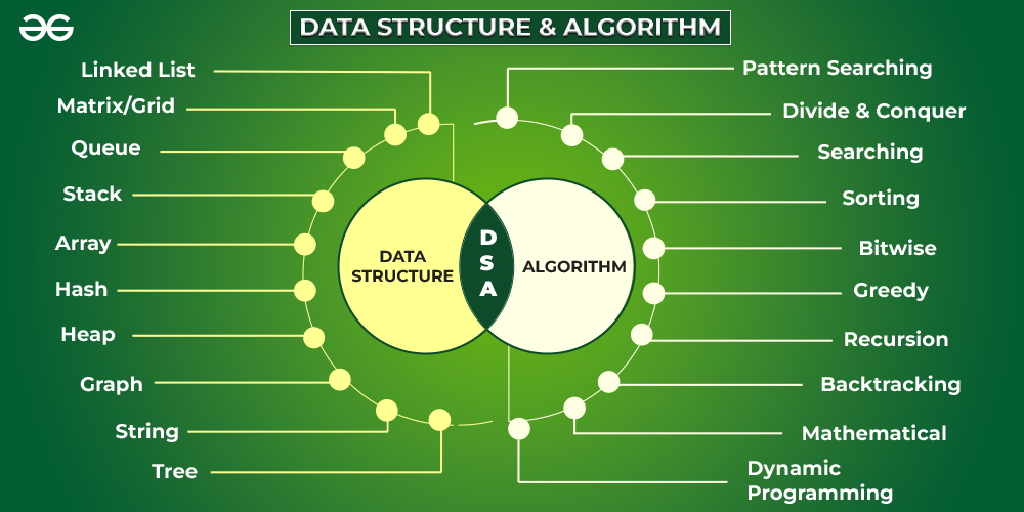 DATA STRUCTURE & ALGORITHM
Linked List
Matrix/Grid
Queue
Stack
Array
Hash
Heap
Graph
String
Tree
DATA
STRUCTURE
D
S
A
ALGORITHM
Pattern Searching
Divide & Conquer
Searching
Sorting
Bitwise
Greedy
Recursion
Backtracking
Mathematical
Dynamic
Programming